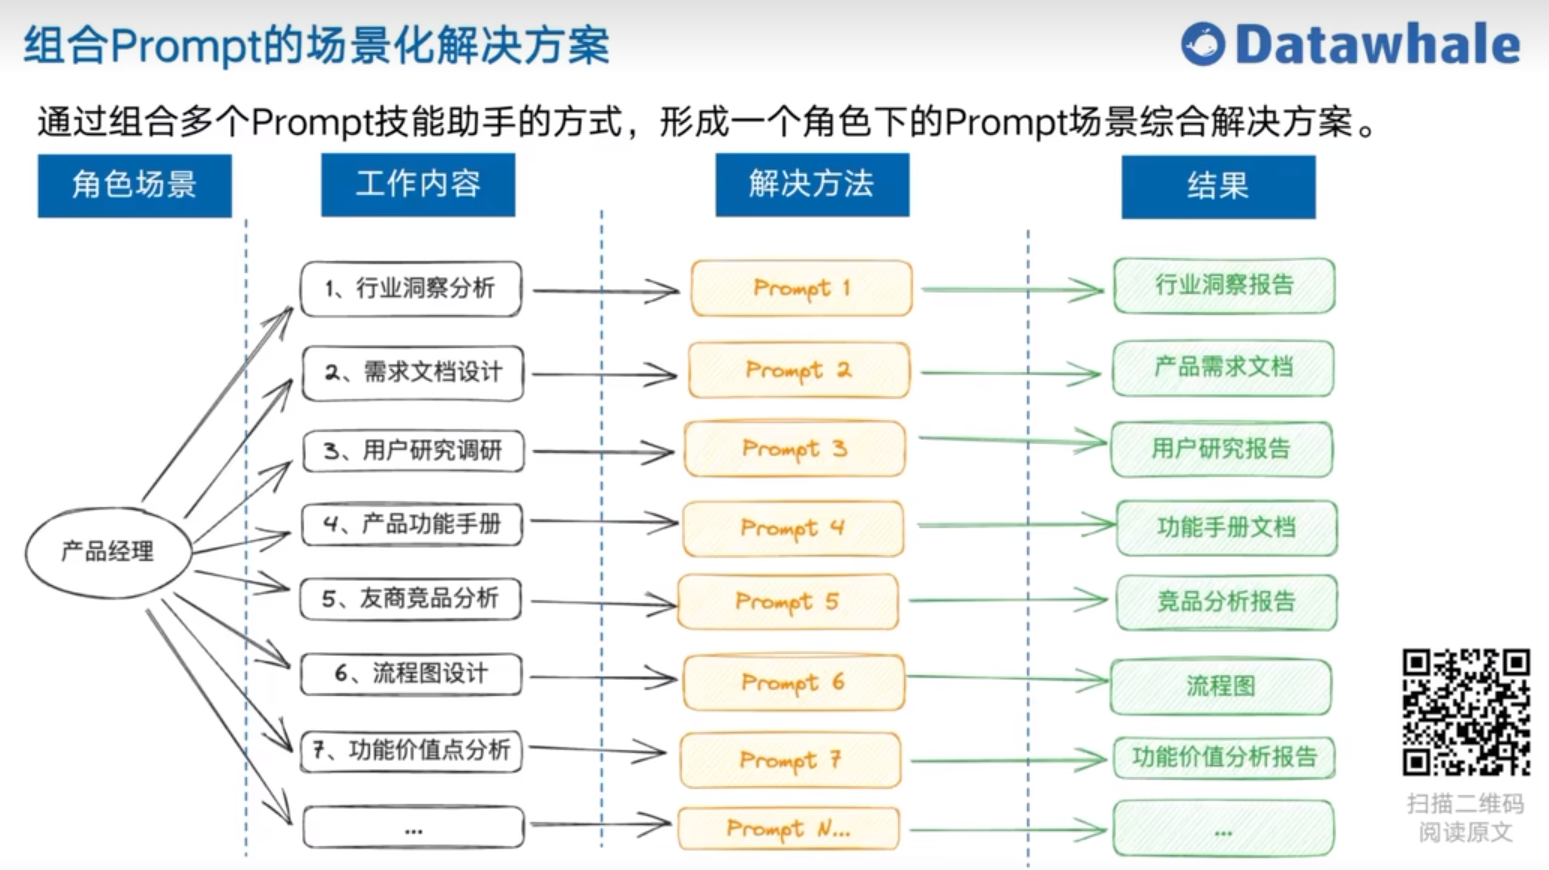 组合Prompt的场景化解决方案
Datawhale
通过组合多个Prompt技能助手的方式，形成一个角色下的Prompt场景综合解决方案。
角色场景
工作内容
解决方法
结果
产品经理
1、行业洞察分析
Prompt 1
行业洞察报告
2、需求文档设计
Prompt 2
产品需求文档
3、用户研究调研
Prompt 3
用户研究报告
4、产品功能手册
Prompt 4
功能手册文档
5、友商竞品分析
Prompt 5
竞品分析报告
6、流程图设计
Prompt 6
流程图
7、功能价值点分析
Prompt 7
功能价值分析报告
...
Prompt N...
...
扫描二维码
阅读原文